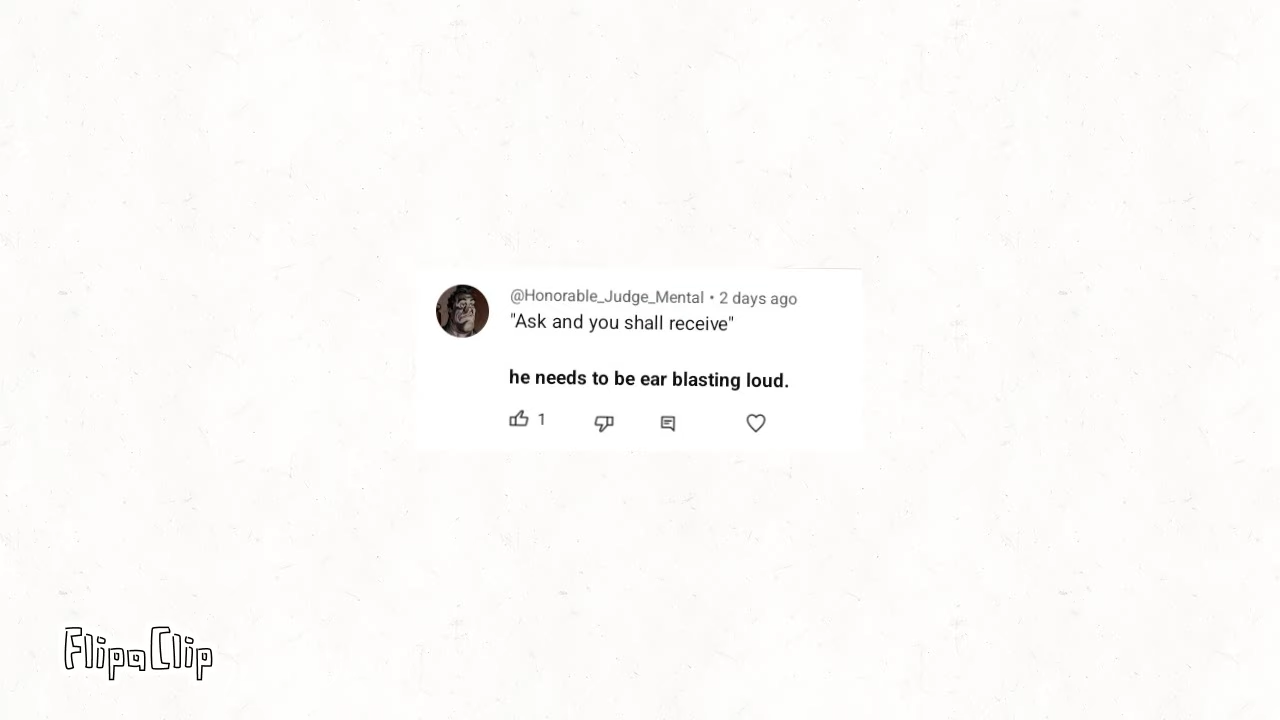 @Honorable_Judge_Mental • 2 days ago
"Ask and you shall receive"
he needs to be ear blasting loud.
1
FlipaClip